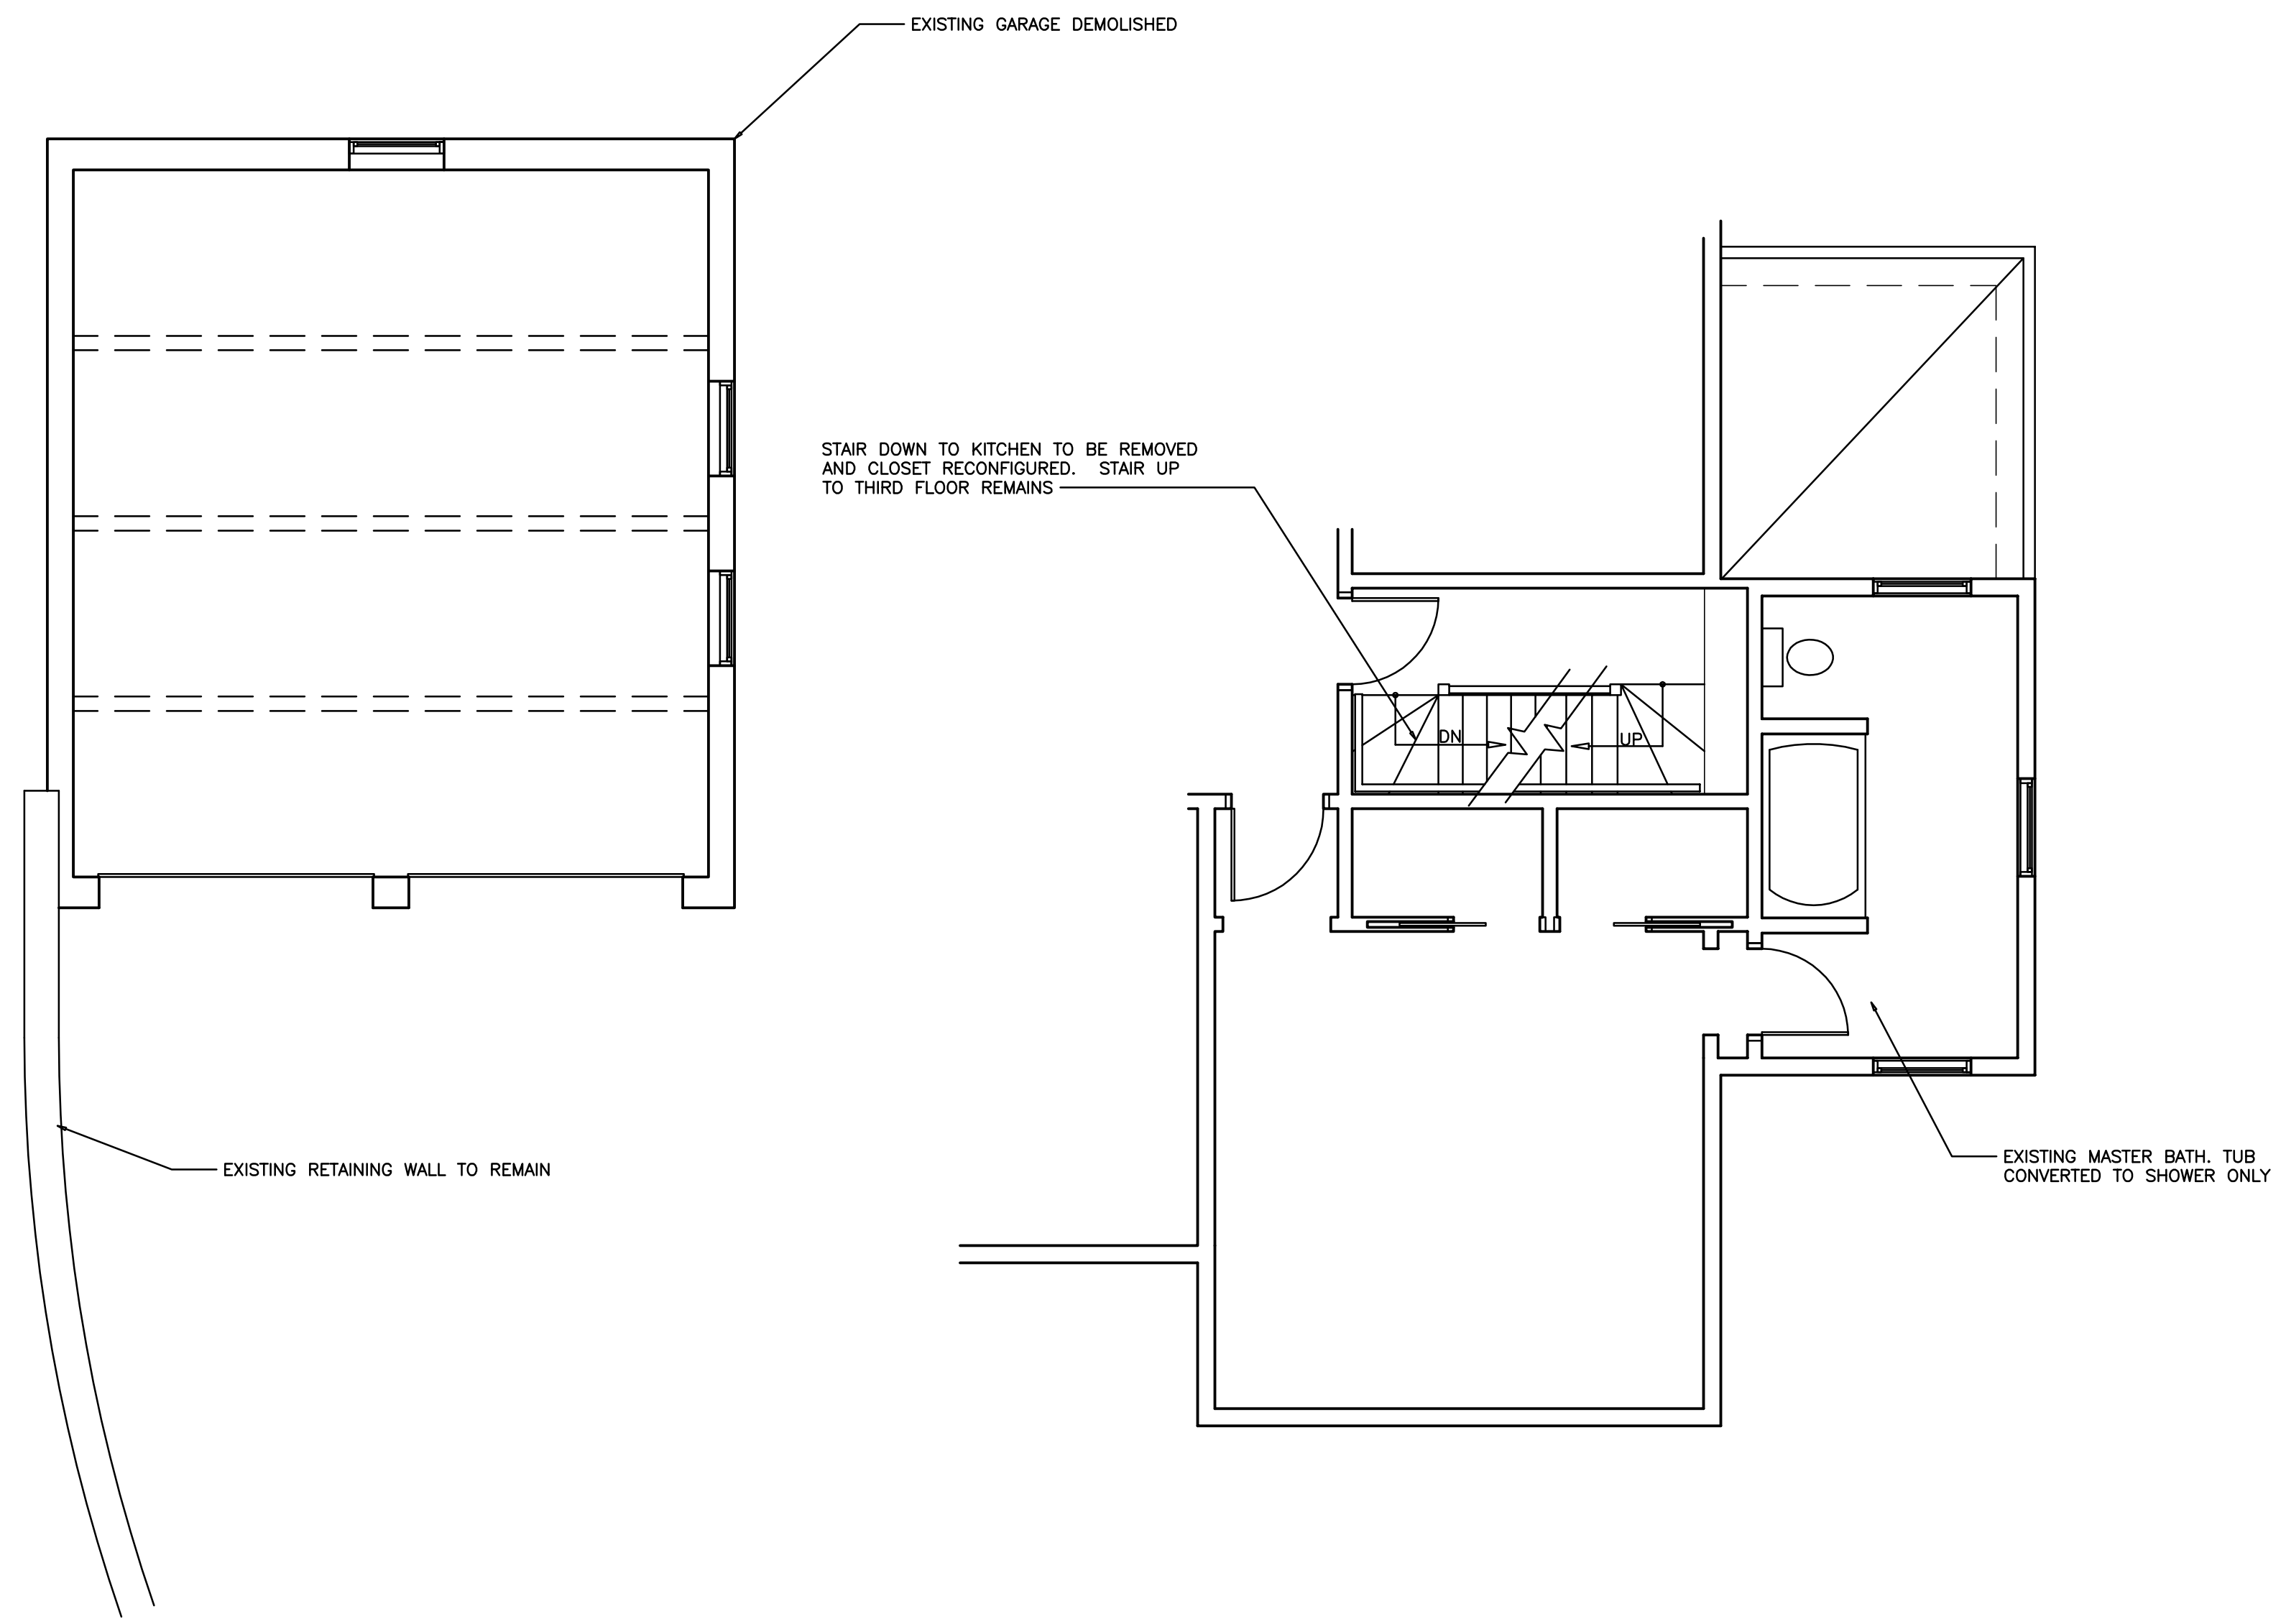 EXISTING GARAGE DEMOLISHED
STAIR DOWN TO KITCHEN TO BE REMOVED
AND CLOSET RECONFIGURED. STAIR UP
TO THIRD FLOOR REMAINS
DN
UP
EXISTING RETAINING WALL TO REMAIN
EXISTING MASTER BATH. TUB
CONVERTED TO SHOWER ONLY